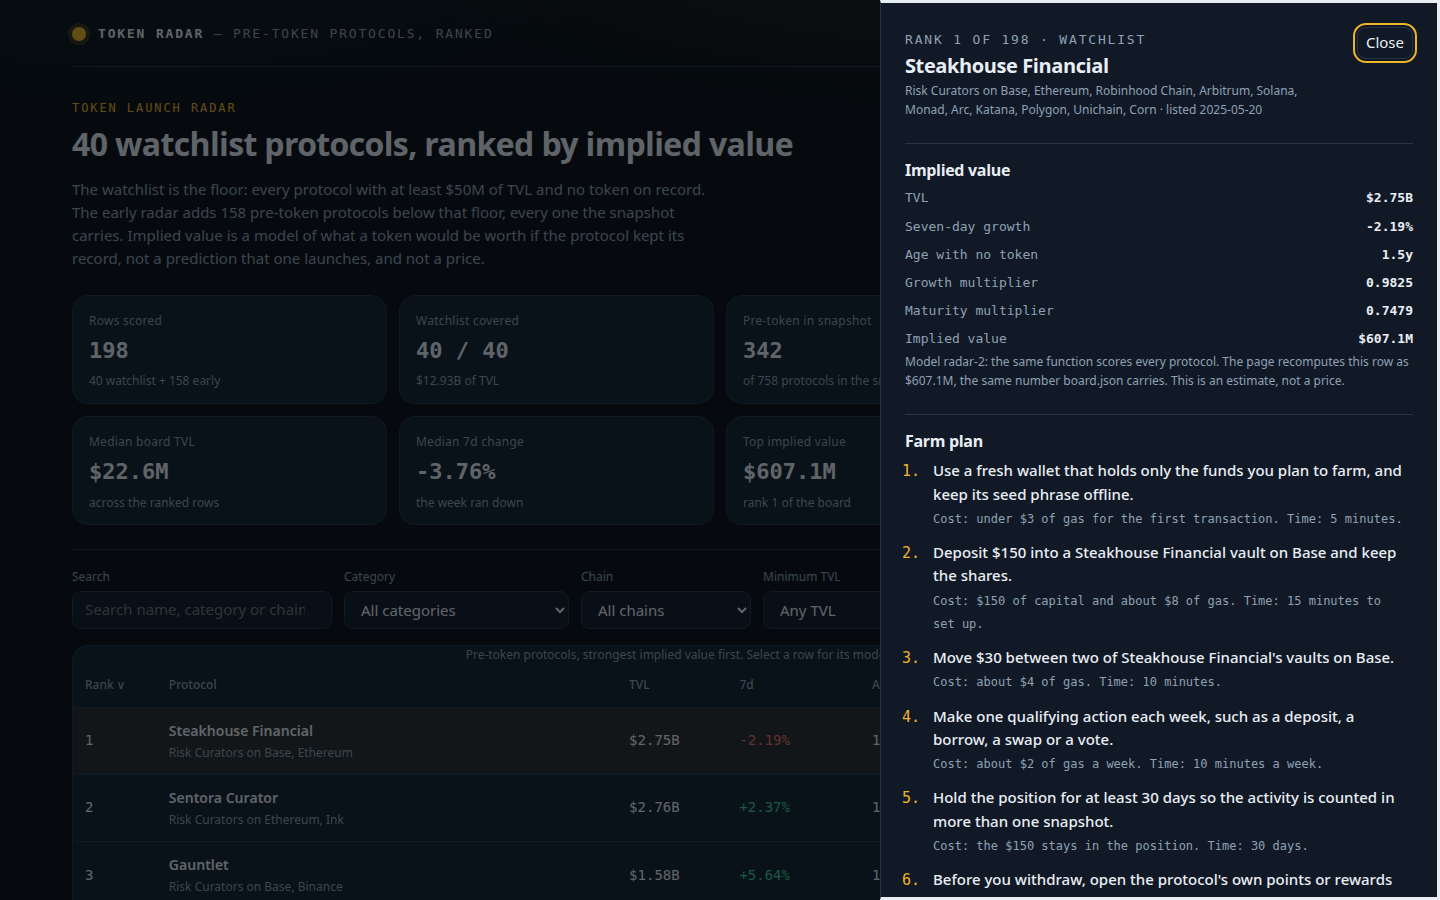 TOKEN RADAR — PRE-TOKEN PROTOCOLS, RANKED
TOKEN LAUNCH RADAR
40 watchlist protocols, ranked by implied value
The watchlist is the floor: every protocol with at least $50M of TVL and no token on record.
The early radar adds 158 pre-token protocols below that floor, every one the snapshot
carries. Implied value is a model of what a token would be worth if the protocol kept its
record, not a prediction that one launches, and not a price.
Rows scored
198
40 watchlist + 158 early
Watchlist covered
40 / 40
$12.93B of TVL
Pre-token in snapshot
342
of 758 protocols in the
Median board TVL
$22.6M
across the ranked rows
Median 7d change
-3.76%
the week ran down
Top implied value
$607.1M
rank 1 of the board
Search
Category
Chain
Minimum TVL
Search name, category or chain
All categories
All chains
Any TVL
Pre-token protocols, strongest implied value first. Select a row for its
Rank v
Protocol
TVL
7d
1
Steakhouse Financial
Risk Curators on Base, Ethereum
$2.75B
-2.19%
2
Sentora Curator
Risk Curators on Ethereum, Ink
$2.76B
+2.37%
3
Gauntlet
Risk Curators on Base, Binance
$1.58B
+5.64%
RANK 1 OF 198 · WATCHLIST
Close
Steakhouse Financial
Risk Curators on Base, Ethereum, Robinhood Chain, Arbitrum, Solana,
Monad, Arc, Katana, Polygon, Unichain, Corn · listed 2025-05-20
Implied value
TVL $2.75B
Seven-day growth -2.19%
Age with no token 1.5y
Growth multiplier 0.9825
Maturity multiplier 0.7479
Implied value $607.1M
Model radar-2: the same function scores every protocol. The page recomputes this row as
$607.1M, the same number board.json carries. This is an estimate, not a price.
Farm plan
1. Use a fresh wallet that holds only the funds you plan to farm, and
keep its seed phrase offline.
Cost: under $3 of gas for the first transaction. Time: 5 minutes.
2. Deposit $150 into a Steakhouse Financial vault on Base and keep
the shares.
Cost: $150 of capital and about $8 of gas. Time: 15 minutes to
set up.
3. Move $30 between two of Steakhouse Financial's vaults on Base.
Cost: about $4 of gas. Time: 10 minutes.
4. Make one qualifying action each week, such as a deposit, a
borrow, a swap or a vote.
Cost: about $2 of gas a week. Time: 10 minutes a week.
5. Hold the position for at least 30 days so the activity is counted in
more than one snapshot.
Cost: the $150 stays in the position. Time: 30 days.
6. Before you withdraw, open the protocol's own points or rewards